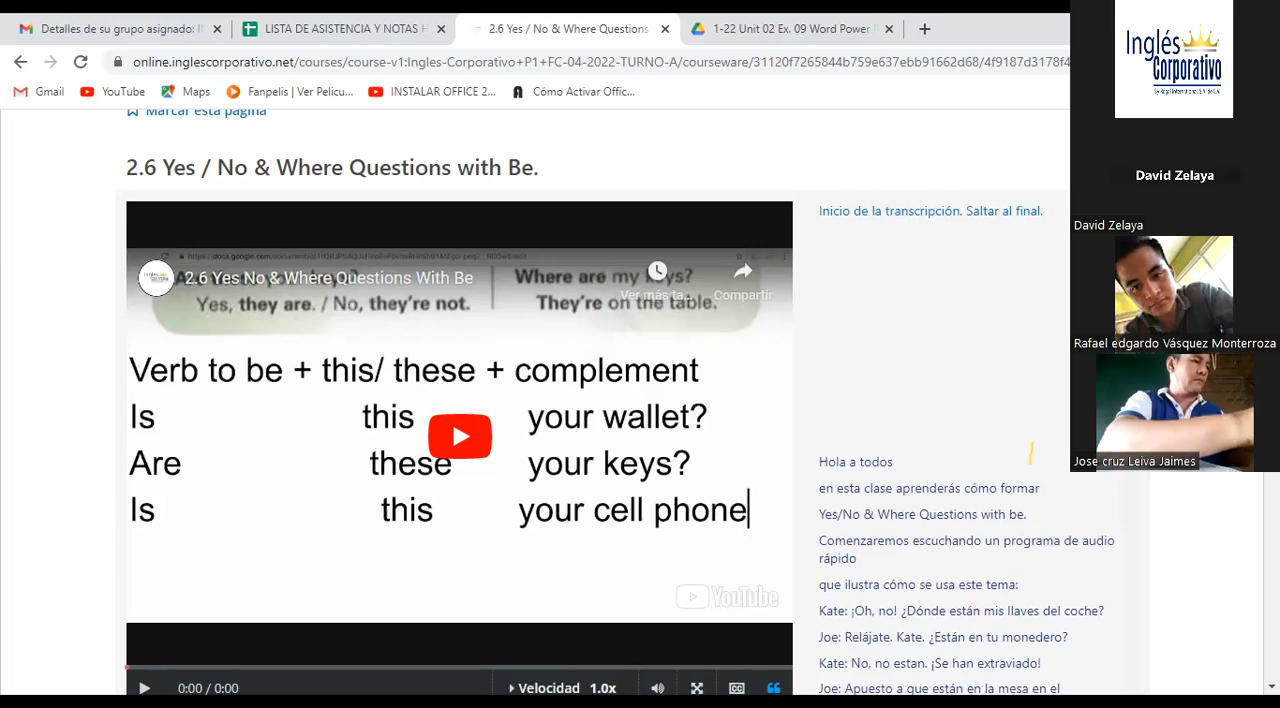 Detalles de su grupo asignado: I
LISTA DE ASISTENCIA Y NOTAS
2.6 Yes / No & Where Questions
1-22 Unit 02 Ex. 09 Word Power
online.inglescorporativo.net/courses/course-v1:Ingles-Corporativo+P1+FC-04-2022-TURNO-A/courseware/31120f7265844b759e637ebb91662d68/4f9187d3178f4
Gmail
YouTube
Maps
Fanpelis | Ver Pelicu...
INSTALAR OFFICE 2...
Cómo Activar Offic...
Marcar esta página
2.6 Yes / No & Where Questions with Be.
2.6 Yes No & Where Questions With Be
Where are my keys?
Ver más ta...
Compartir
Yes, they are. / No, they're not.
They're on the table.
Verb to be + this/ these + complement
Is this your wallet?
Are these your keys?
Is this your cell phone
YouTube
0:00 / 0:00
Velocidad 1.0x
Inicio de la transcripción. Saltar al final.
Hola a todos
en esta clase aprenderás cómo formar
Yes/No & Where Questions with be.
Comenzaremos escuchando un programa de audio
rápido
que ilustra cómo se usa este tema:
Kate: ¡Oh, no! ¿Dónde están mis llaves del coche?
Joe: Relájate. Kate. ¿Están en tu monedero?
Kate: No, no estan. ¡Se han extraviado!
Joe: Apuesto a que están en la mesa en el
Inglés
Corporativo
David Zelaya
David Zelaya
Rafael edgardo Vásquez Monterroza
Jose cruz Leiva Jaimes